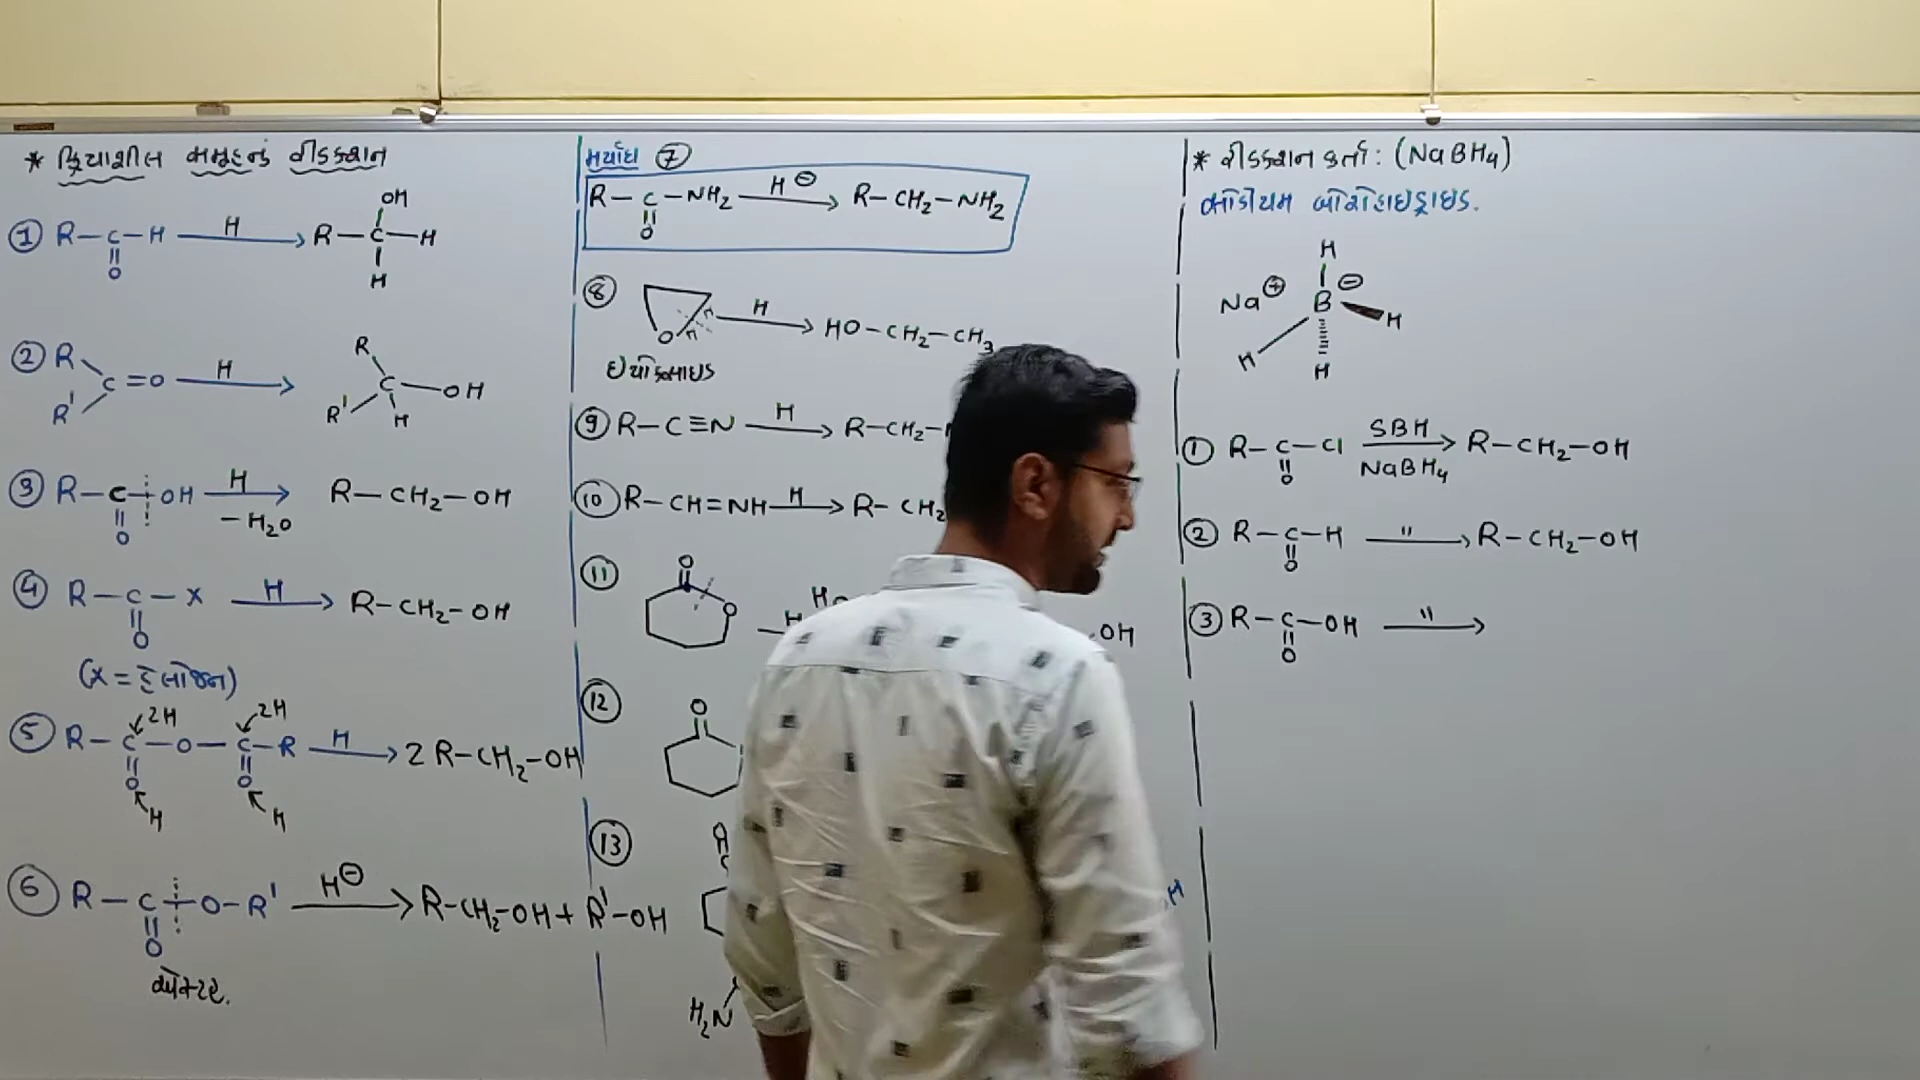 * ક્રિયાશીલ સમૂહનું રીડક્શન
① R-C(=O)-H —H→ R-C(OH)(H)-H
② R R' C=O —H→ R R' C(H)-OH
③ R-C(=O)-OH —H→ R-CH₂-OH
-H₂O
④ R-C(=O)-X —H→ R-CH₂-OH
(X = હેલોજન)
2H 2H
⑤ R-C(=O)-O-C(=O)-R —H→ 2 R-CH₂-OH
H H
⑥ R-C(=O)-O-R' —H⊖→ R-CH₂-OH + R'-OH
એસ્ટર.
⑦
R-C(=O)-NH₂ —H⊖→ R-CH₂-NH₂
⑧ O H H —H→ HO-CH₂-CH₃
ઇપોક્સાઇડ
⑨ R-C≡N —H→ R-CH₂-
⑩ R-CH=NH —H→ R-CH₂
⑪ O O H OH
⑫ O
⑬
H₂N H
* રીડક્શન કર્તા : (NaBH₄)
સોડીયમ બોરોહાઇડ્રાઇડ.
H
Na⊕ B⊖ H
H H
① R-C(=O)-Cl —SBH / NaBH₄→ R-CH₂-OH
② R-C(=O)-H —"→ R-CH₂-OH
③ R-C(=O)-OH —"→